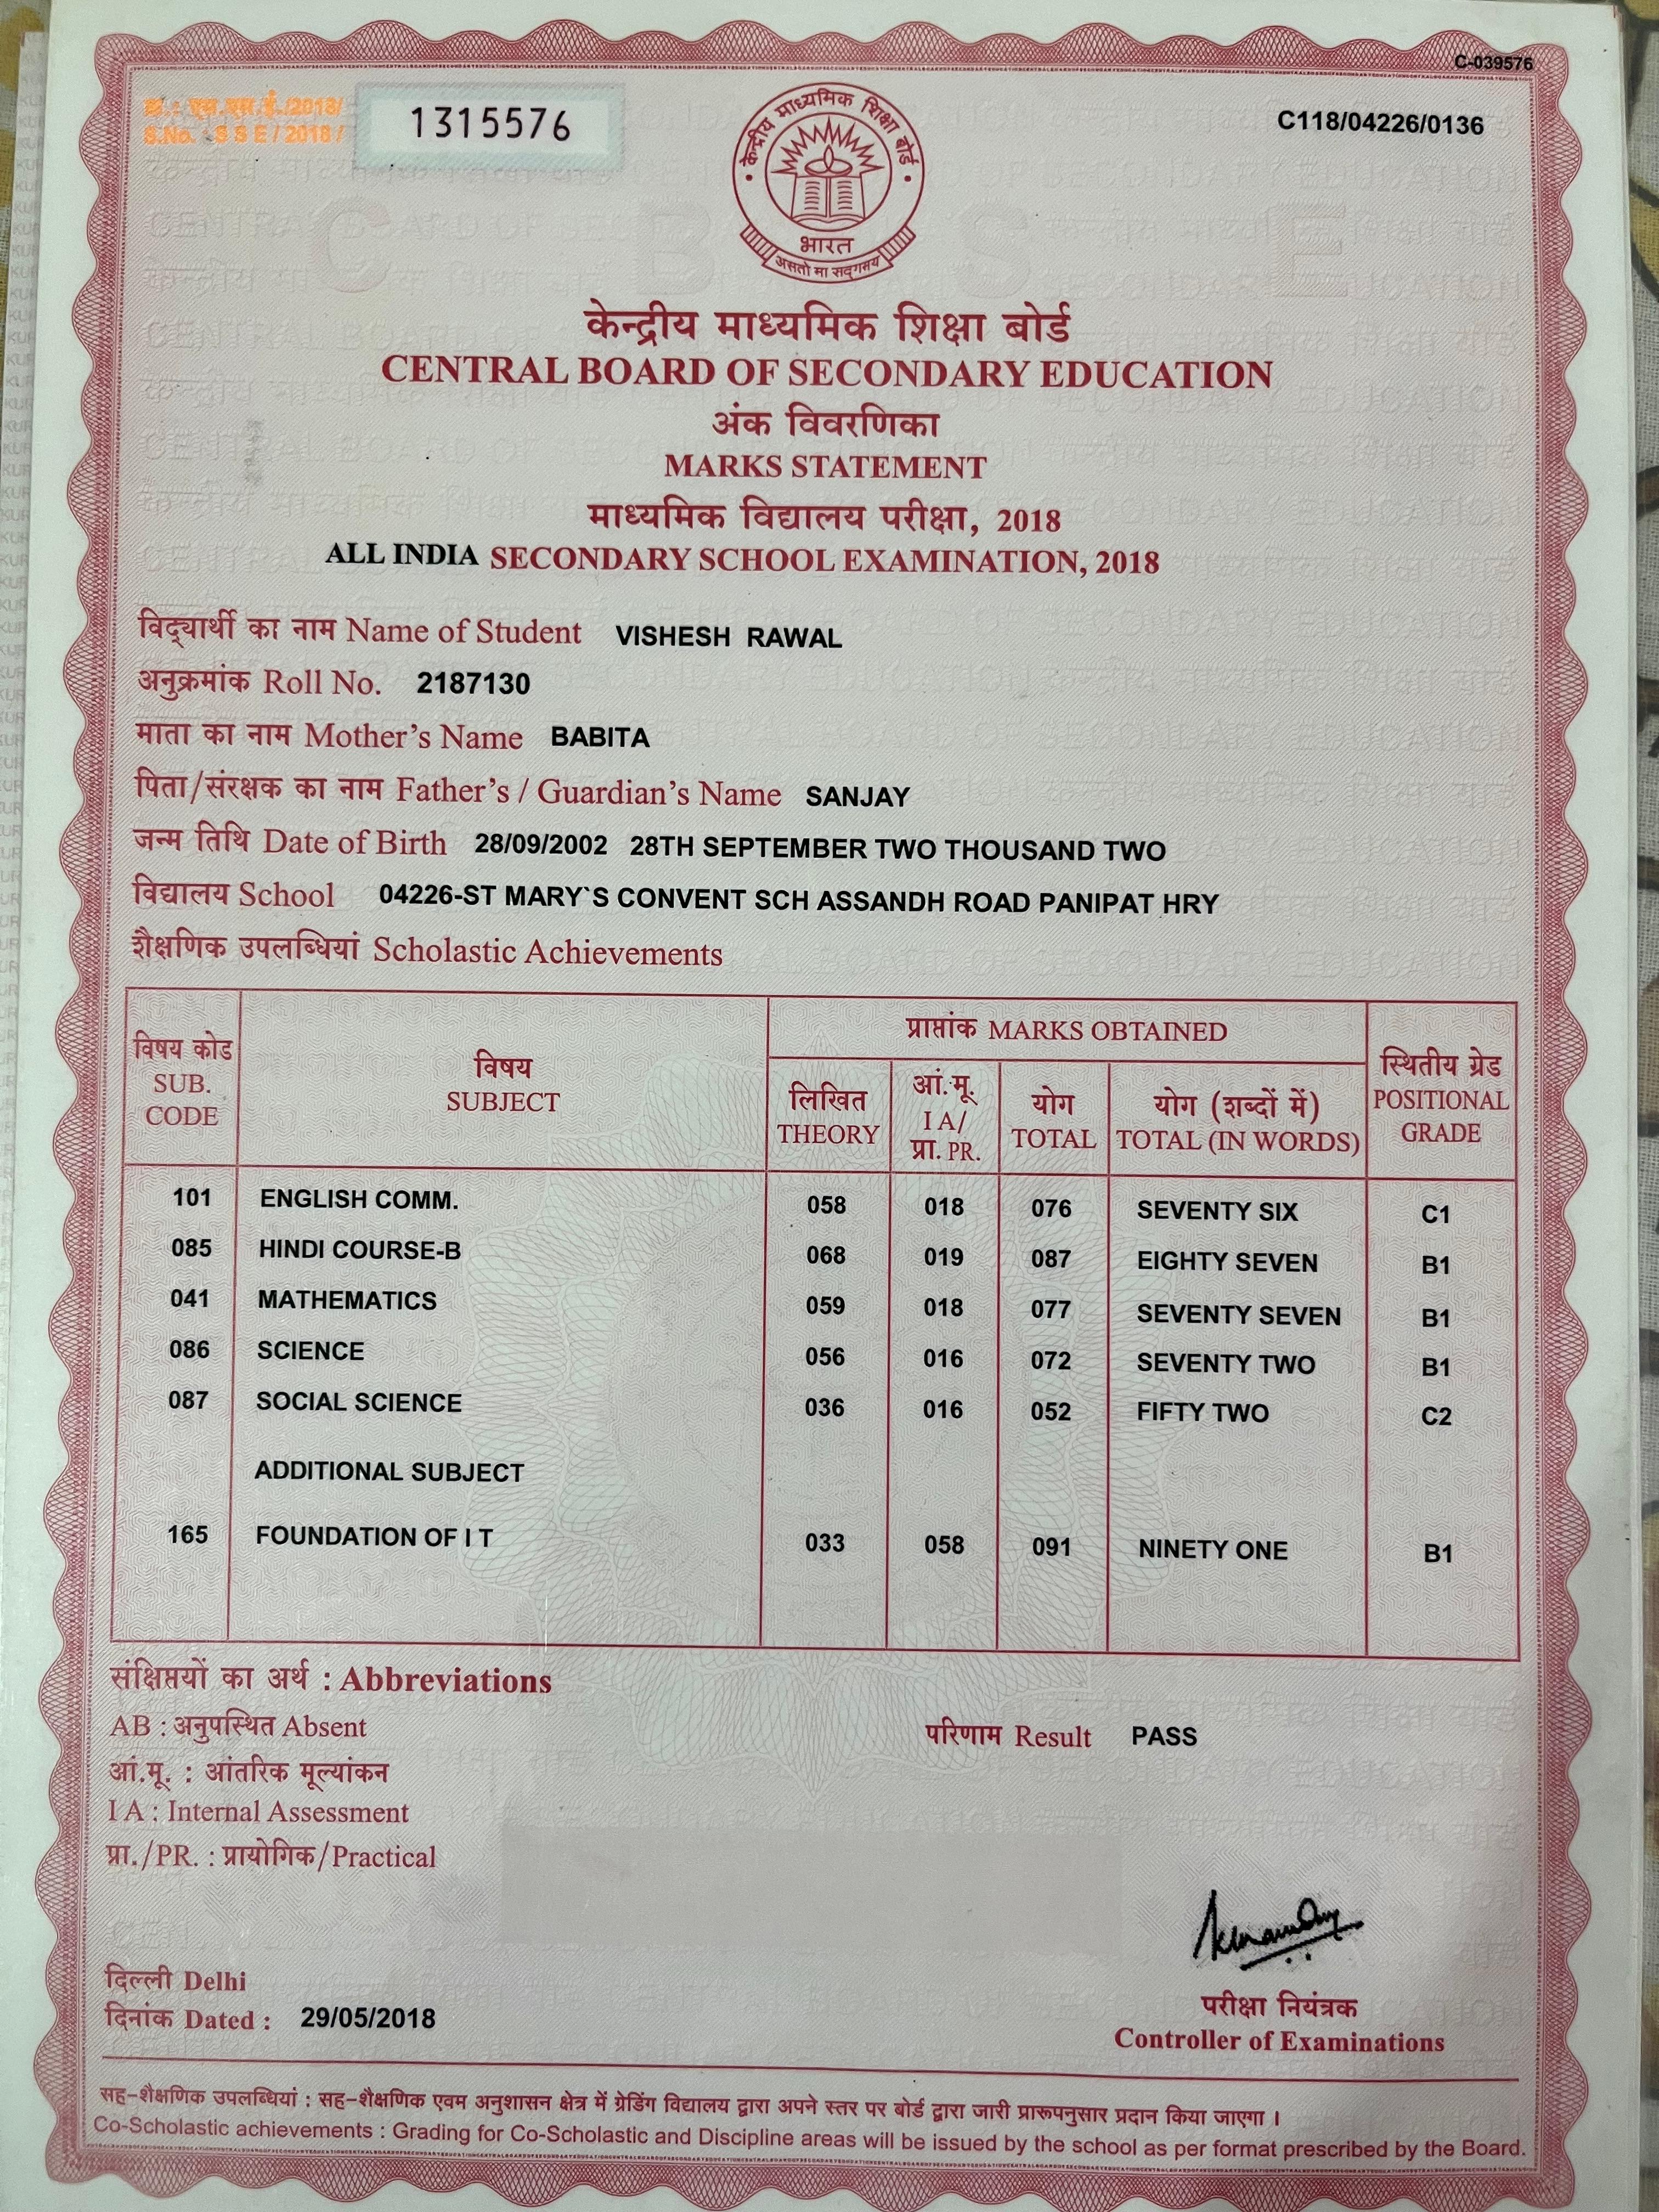 C-039576
क्र.: एस.एस.ई./2018/
S.No. : S S E / 2018 /
1315576
C118/04226/0136
केन्द्रीय माध्यमिक शिक्षा बोर्ड
भारत
असतो मा सद्गमय
केन्द्रीय माध्यमिक शिक्षा बोर्ड
CENTRAL BOARD OF SECONDARY EDUCATION
अंक विवरणिका
MARKS STATEMENT
माध्यमिक विद्यालय परीक्षा, 2018
ALL INDIA SECONDARY SCHOOL EXAMINATION, 2018
विद्यार्थी का नाम Name of Student VISHESH RAWAL
अनुक्रमांक Roll No. 2187130
माता का नाम Mother's Name BABITA
पिता/संरक्षक का नाम Father's / Guardian's Name SANJAY
जन्म तिथि Date of Birth 28/09/2002 28TH SEPTEMBER TWO THOUSAND TWO
विद्यालय School 04226-ST MARY`S CONVENT SCH ASSANDH ROAD PANIPAT HRY
शैक्षणिक उपलब्धियां Scholastic Achievements
विषय कोड
SUB.
CODE
विषय
SUBJECT
प्राप्तांक MARKS OBTAINED
लिखित
THEORY
आं.मू.
I A/
प्रा. PR.
योग
TOTAL
योग (शब्दों में)
TOTAL (IN WORDS)
स्थितीय ग्रेड
POSITIONAL
GRADE
101 ENGLISH COMM. 058 018 076 SEVENTY SIX C1
085 HINDI COURSE-B 068 019 087 EIGHTY SEVEN B1
041 MATHEMATICS 059 018 077 SEVENTY SEVEN B1
086 SCIENCE 056 016 072 SEVENTY TWO B1
087 SOCIAL SCIENCE 036 016 052 FIFTY TWO C2
ADDITIONAL SUBJECT
165 FOUNDATION OF I T 033 058 091 NINETY ONE B1
संक्षिप्तयों का अर्थ : Abbreviations
AB : अनुपस्थित Absent
परिणाम Result PASS
आं.मू. : आंतरिक मूल्यांकन
I A : Internal Assessment
प्रा./PR. : प्रायोगिक/Practical
दिल्ली Delhi
दिनांक Dated : 29/05/2018
परीक्षा नियंत्रक
Controller of Examinations
सह-शैक्षणिक उपलब्धियां : सह-शैक्षणिक एवम अनुशासन क्षेत्र में ग्रेडिंग विद्यालय द्वारा अपने स्तर पर बोर्ड द्वारा जारी प्रारूपनुसार प्रदान किया जाएगा ।
Co-Scholastic achievements : Grading for Co-Scholastic and Discipline areas will be issued by the school as per format prescribed by the Board.